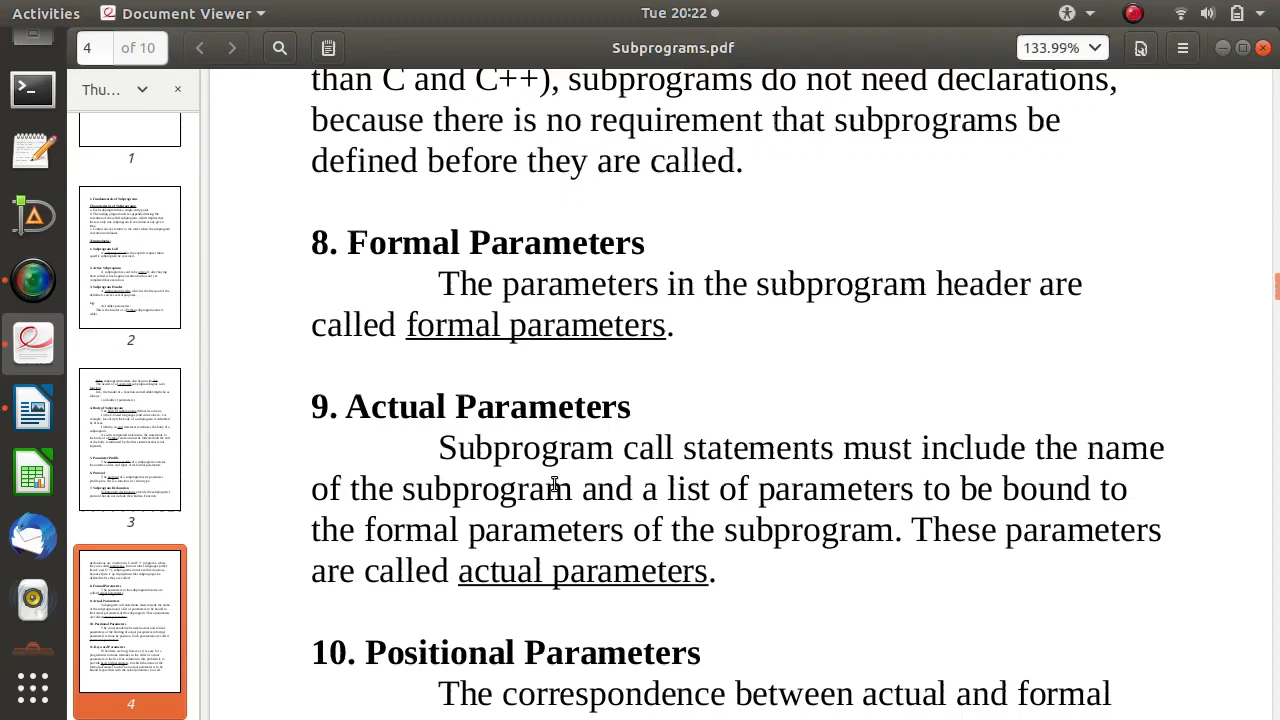 Activities Document Viewer Tue 20:22
4 of 10 Subprograms.pdf 133.99%
Thu... ×
1
2
3
4
than C and C++), subprograms do not need declarations,
because there is no requirement that subprograms be
defined before they are called.
8. Formal Parameters
The parameters in the subprogram header are
called formal parameters.
9. Actual Parameters
Subprogram call statements must include the name
of the subprogram and a list of parameters to be bound to
the formal parameters of the subprogram. These parameters
are called actual parameters.
10. Positional Parameters
The correspondence between actual and formal